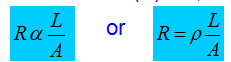 R α L/A or R = ρ L/A